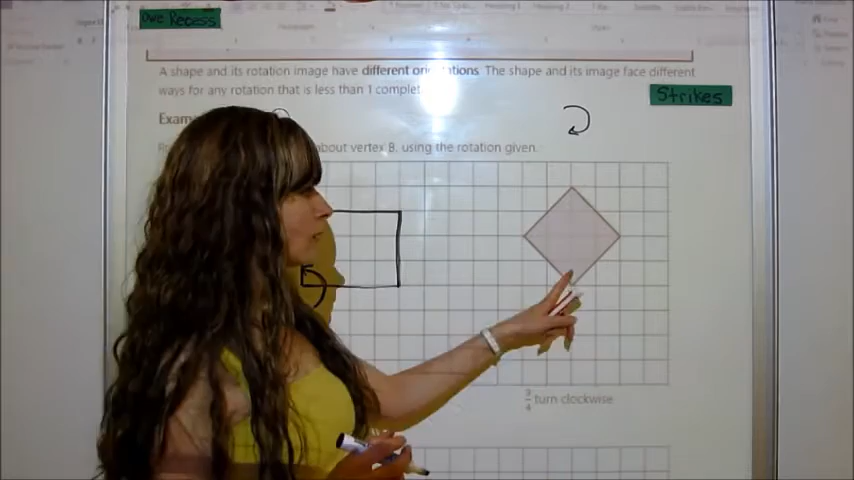 Owe Recess
A shape and its rotation image have different orientations. The shape and its image face different
ways for any rotation that is less than 1 complet
Strikes
Exam
about vertex B, using the rotation given.
3/4 turn clockwise